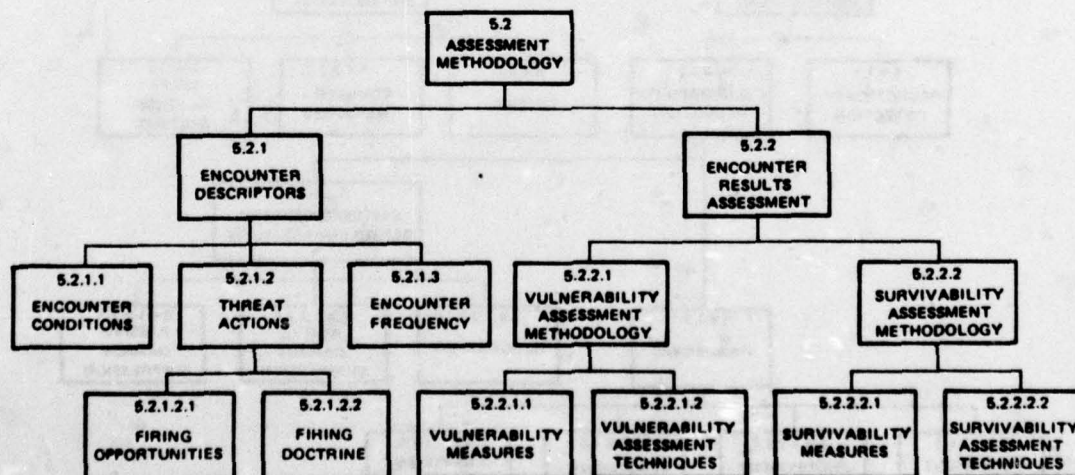 5.2
ASSESSMENT
METHODOLOGY
5.2.1
ENCOUNTER
DESCRIPTORS
5.2.2
ENCOUNTER
RESULTS
ASSESSMENT
5.2.1.1
ENCOUNTER
CONDITIONS
5.2.1.2
THREAT
ACTIONS
5.2.1.3
ENCOUNTER
FREQUENCY
5.2.2.1
VULNERABILITY
ASSESSMENT
METHODOLOGY
5.2.2.2
SURVIVABILITY
ASSESSMENT
METHODOLOGY
5.2.1.2.1
FIRING
OPPORTUNITIES
5.2.1.2.2
FIHING
DOCTRINE
5.2.2.1.1
VULNERABILITY
MEASURES
5.2.2.1.2
VULNERABILITY
ASSESSMENT
TECHNIQUES
5.2.2.2.1
SURVIVABILITY
MEASURES
5.2.2.2.2
SURVIVABILITY
ASSESSMENT
TECHNIQUES